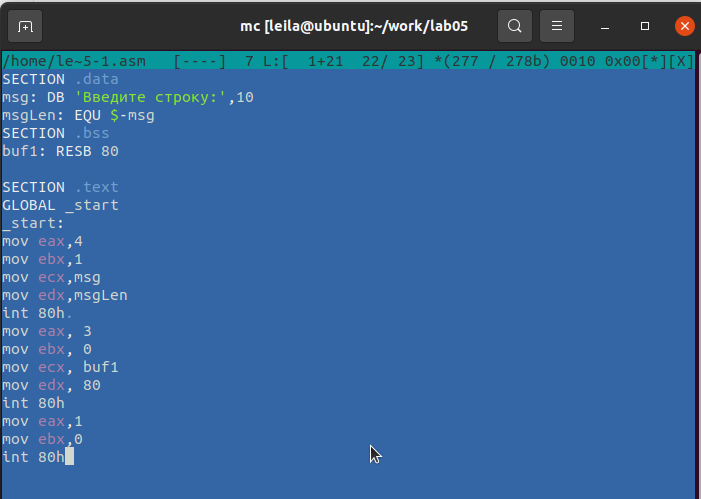 mc [leila@ubuntu]:~/work/lab05
/home/le~5-1.asm   [----]  7 L:[  1+21  22/ 23] *(277 / 278b) 0010 0x00[*][X]
SECTION .data
msg: DB 'Введите строку:',10
msgLen: EQU $-msg
SECTION .bss
buf1: RESB 80

SECTION .text
GLOBAL _start
_start:
mov eax,4
mov ebx,1
mov ecx,msg
mov edx,msgLen
int 80h.
mov eax, 3
mov ebx, 0
mov ecx, buf1
mov edx, 80
int 80h
mov eax,1
mov ebx,0
int 80h